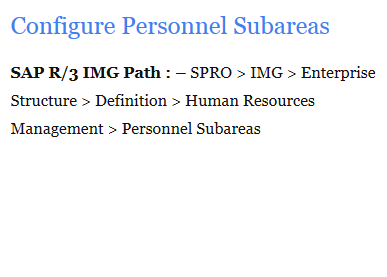 Configure Personnel Subareas
SAP R/3 IMG Path : – SPRO > IMG > Enterprise
Structure > Definition > Human Resources
Management > Personnel Subareas